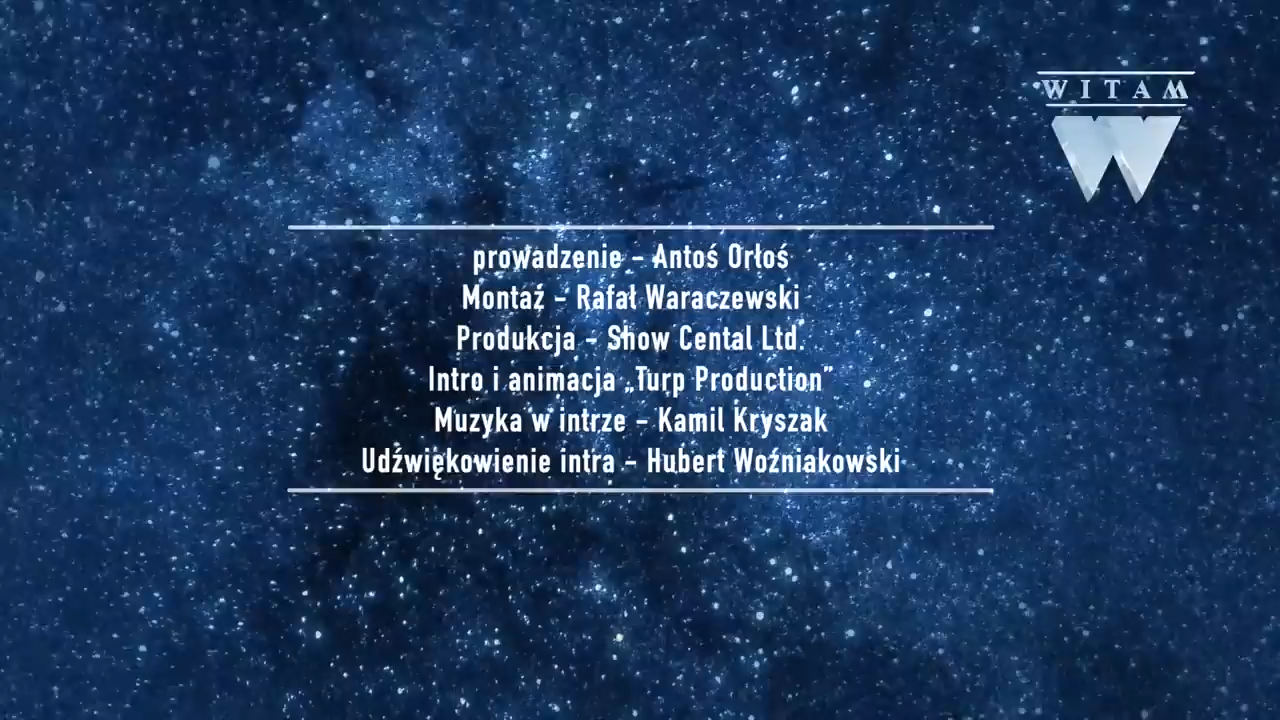 WITAM
W
prowadzenie – Antoś Orłoś
Montaź – Rafał Waraczewski
Produkcja – Show Cental Ltd.
Intro i animacja „Turp Production”
Muzyka w intrze – Kamil Kryszak
Udźwiękowienie intra – Hubert Woźniakowski